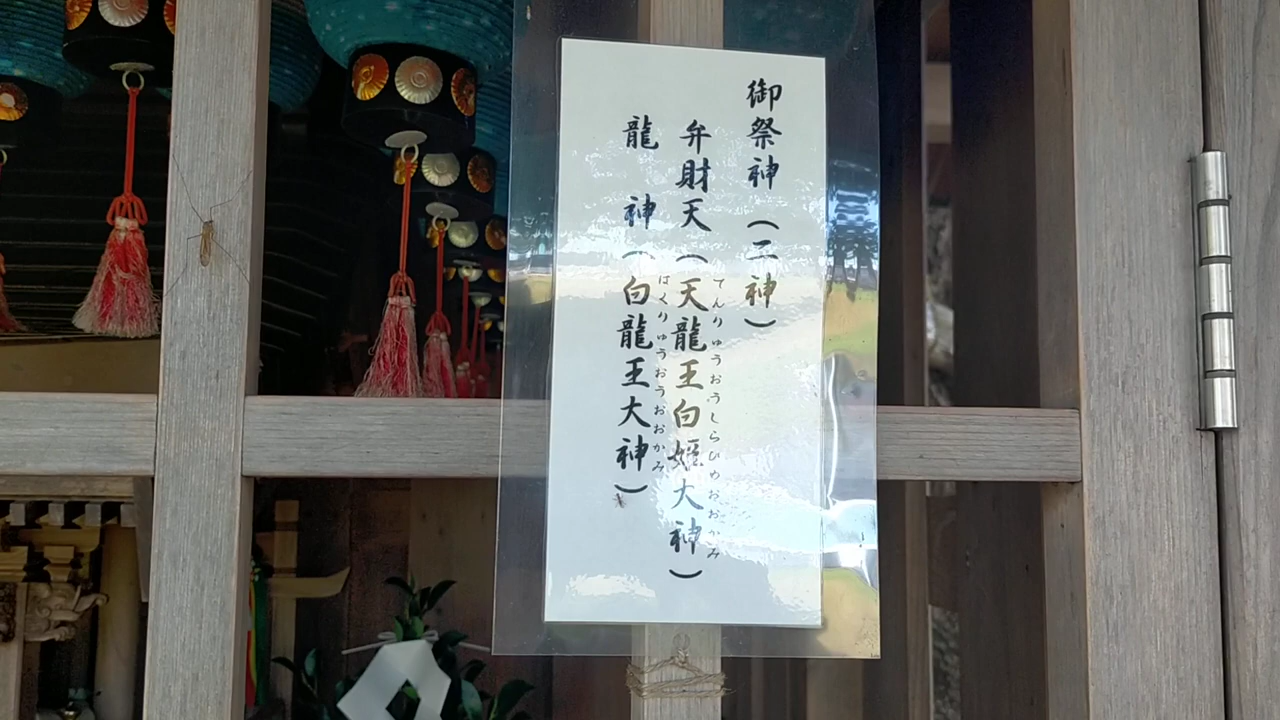 御祭神（二神）
弁財天（天龍王白姫大神）
てんりゅうおうしらひめおおかみ
龍神（白龍王大神）
はくりゅうおうおおかみ